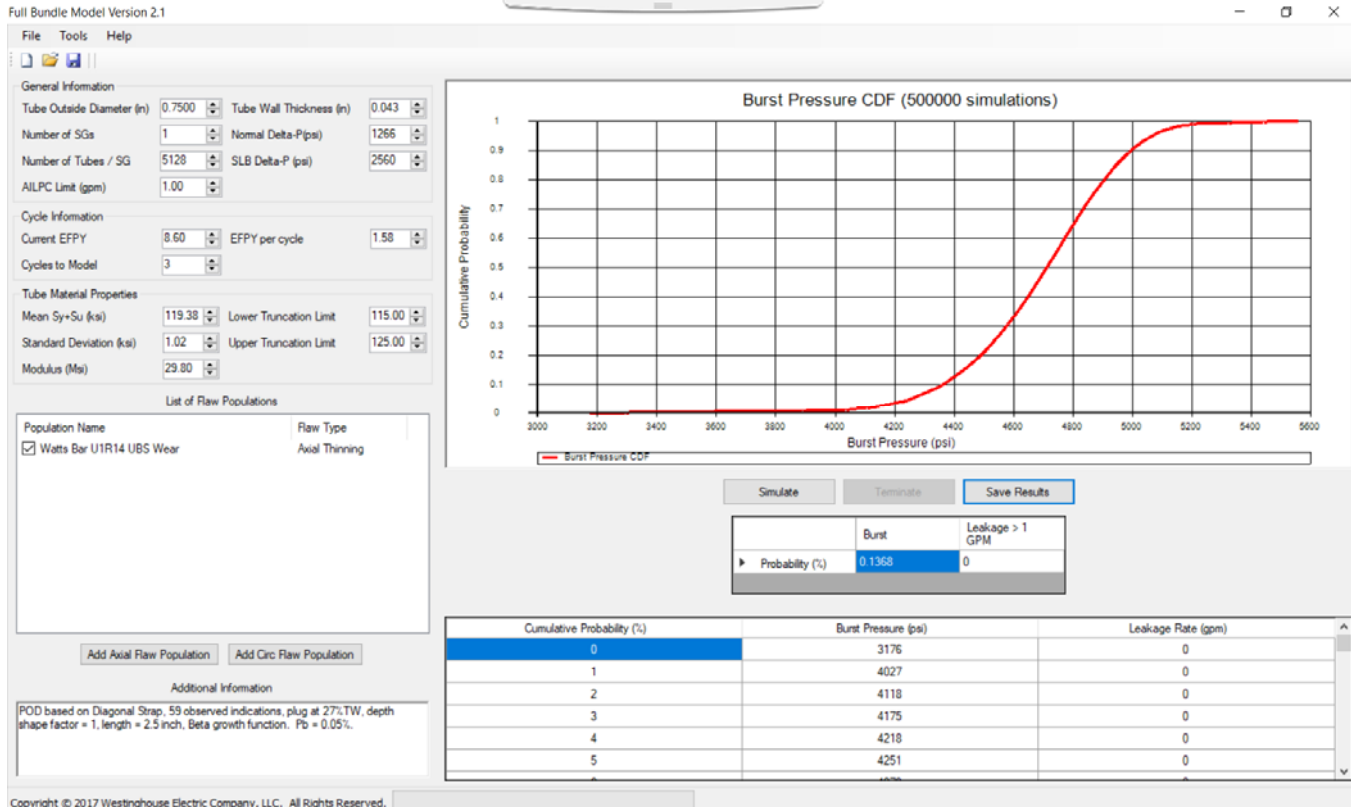 Full Bundle Model Version 2.1
File Tools Help
General Information
Tube Outside Diameter (in) 0.7500 Tube Wall Thickness (in) 0.043
Number of SGs 1 Normal Delta-P(psi) 1266
Number of Tubes / SG 5128 SLB Delta-P (psi) 2560
AILPC Limit (gpm) 1.00
Cycle Information
Current EFPY 8.60 EFPY per cycle 1.58
Cycles to Model 3
Tube Material Properties
Mean Sy+Su (ksi) 119.38 Lower Truncation Limit 115.00
Standard Deviation (ksi) 1.02 Upper Truncation Limit 125.00
Modulus (Msi) 29.80
List of Flaw Populations
Population Name Flaw Type
Watts Bar U1R14 UBS Wear Axial Thinning
Add Axial Flaw Population Add Circ Flaw Population
Additional Information
POD based on Diagonal Strap, 59 observed indications, plug at 27%TW, depth
shape factor = 1, length = 2.5 inch, Beta growth function. Pb = 0.05%.
Burst Pressure CDF (500000 simulations)
Cumulative Probability
1
0.9
0.8
0.7
0.6
0.5
0.4
0.3
0.2
0.1
0
3000 3200 3400 3600 3800 4000 4200 4400 4600 4800 5000 5200 5400 5600
Burst Pressure (psi)
Burst Pressure CDF
Simulate Terminate Save Results
Burst Leakage > 1
GPM
Probability (%) 0.1368 0
Cumulative Probability (%) Burst Pressure (psi) Leakage Rate (gpm)
0 3176 0
1 4027 0
2 4118 0
3 4175 0
4 4218 0
5 4251 0
Copyright © 2017 Westinghouse Electric Company, LLC. All Rights Reserved.